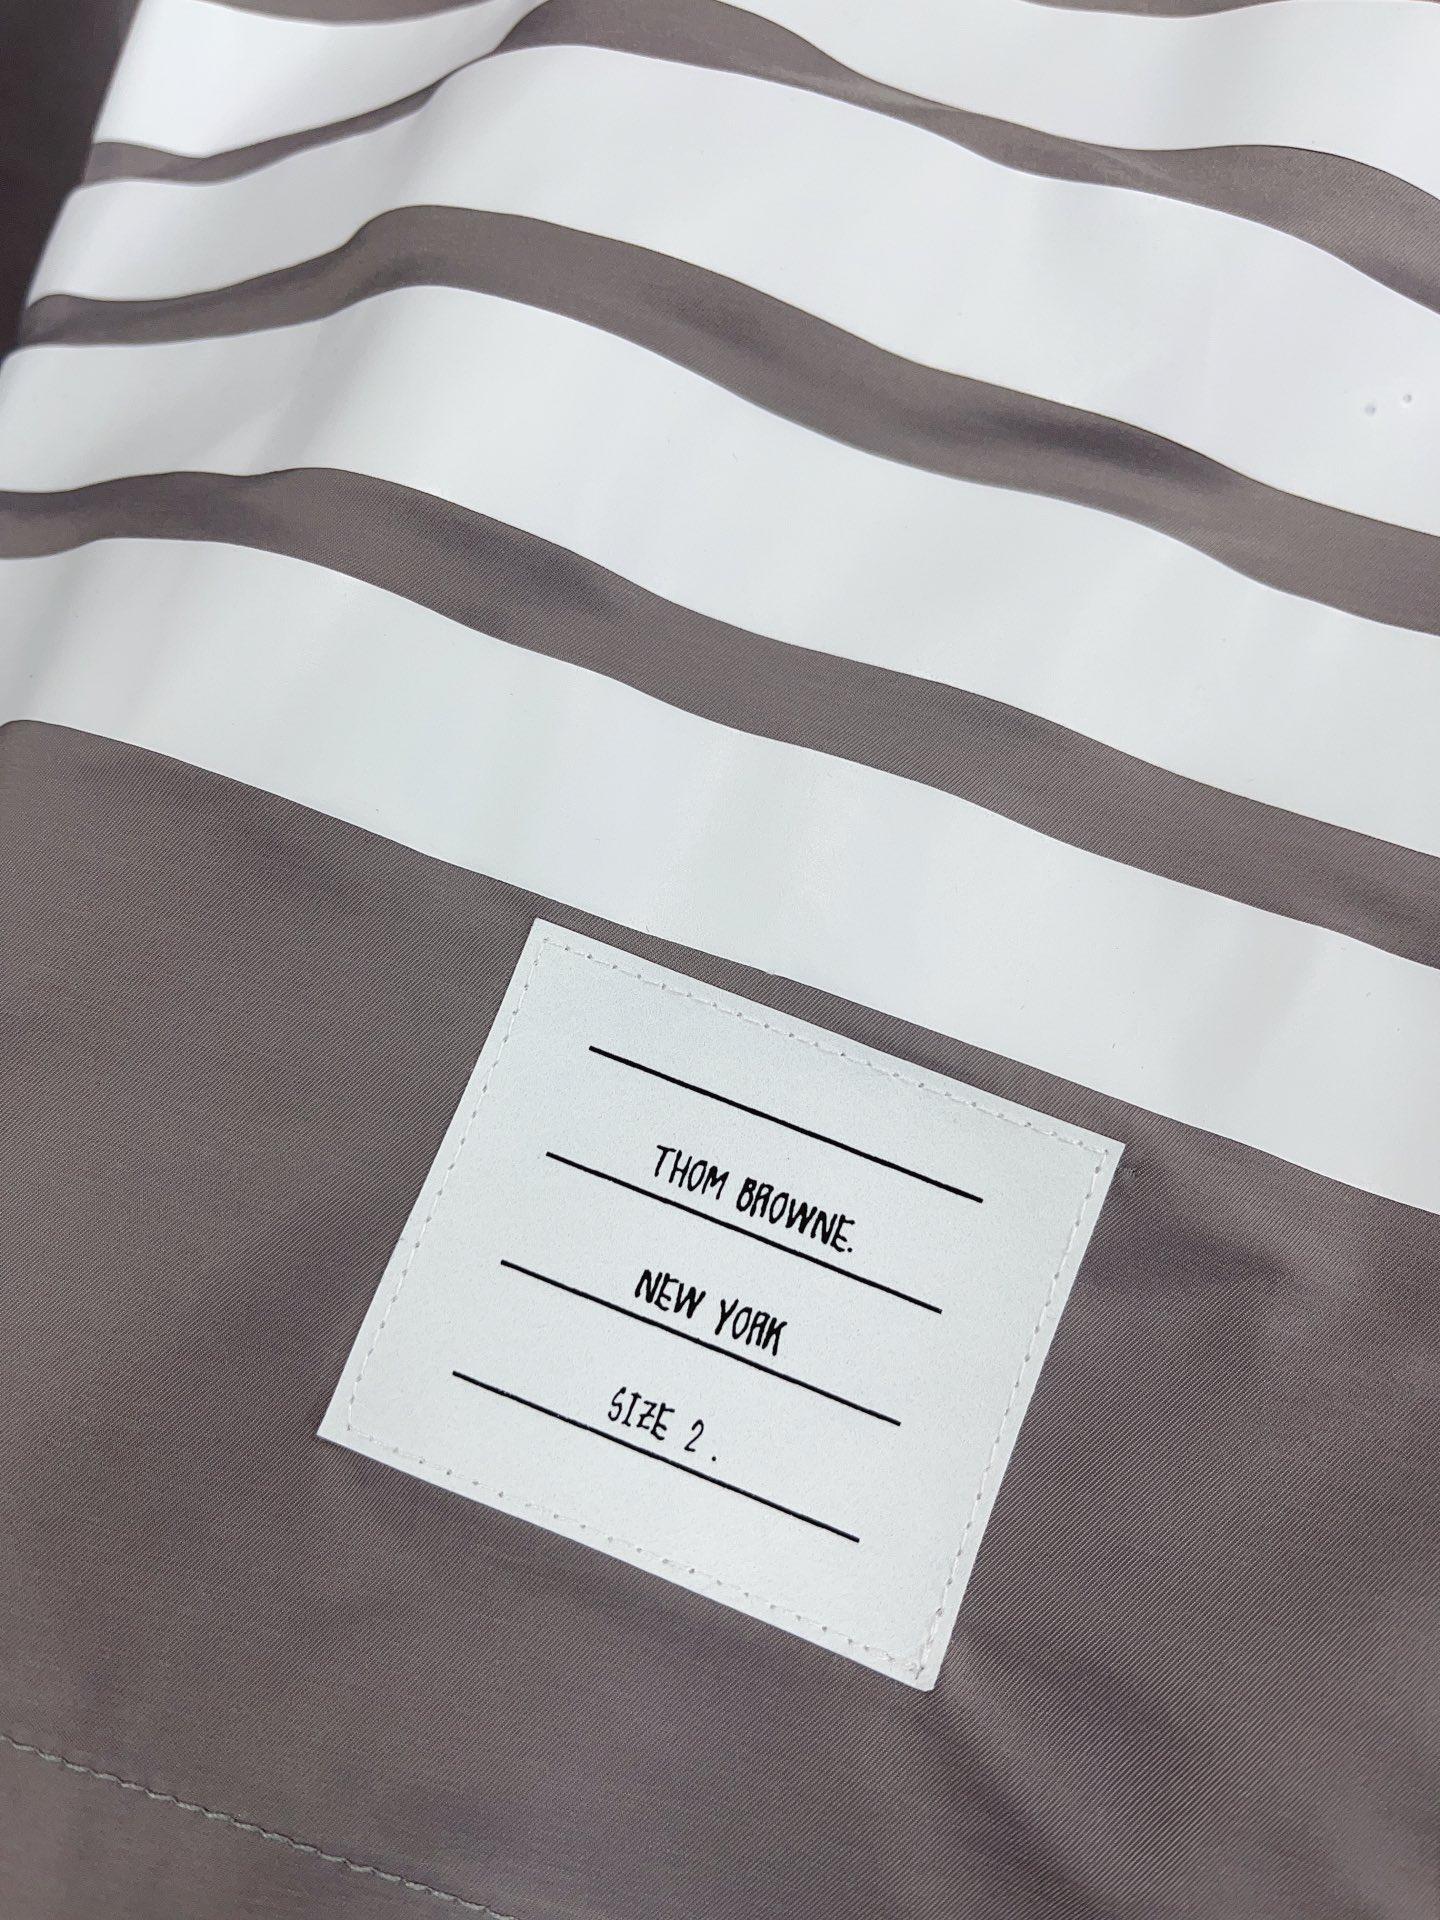 THOM BROWNE.
NEW YORK
SIZE 2.